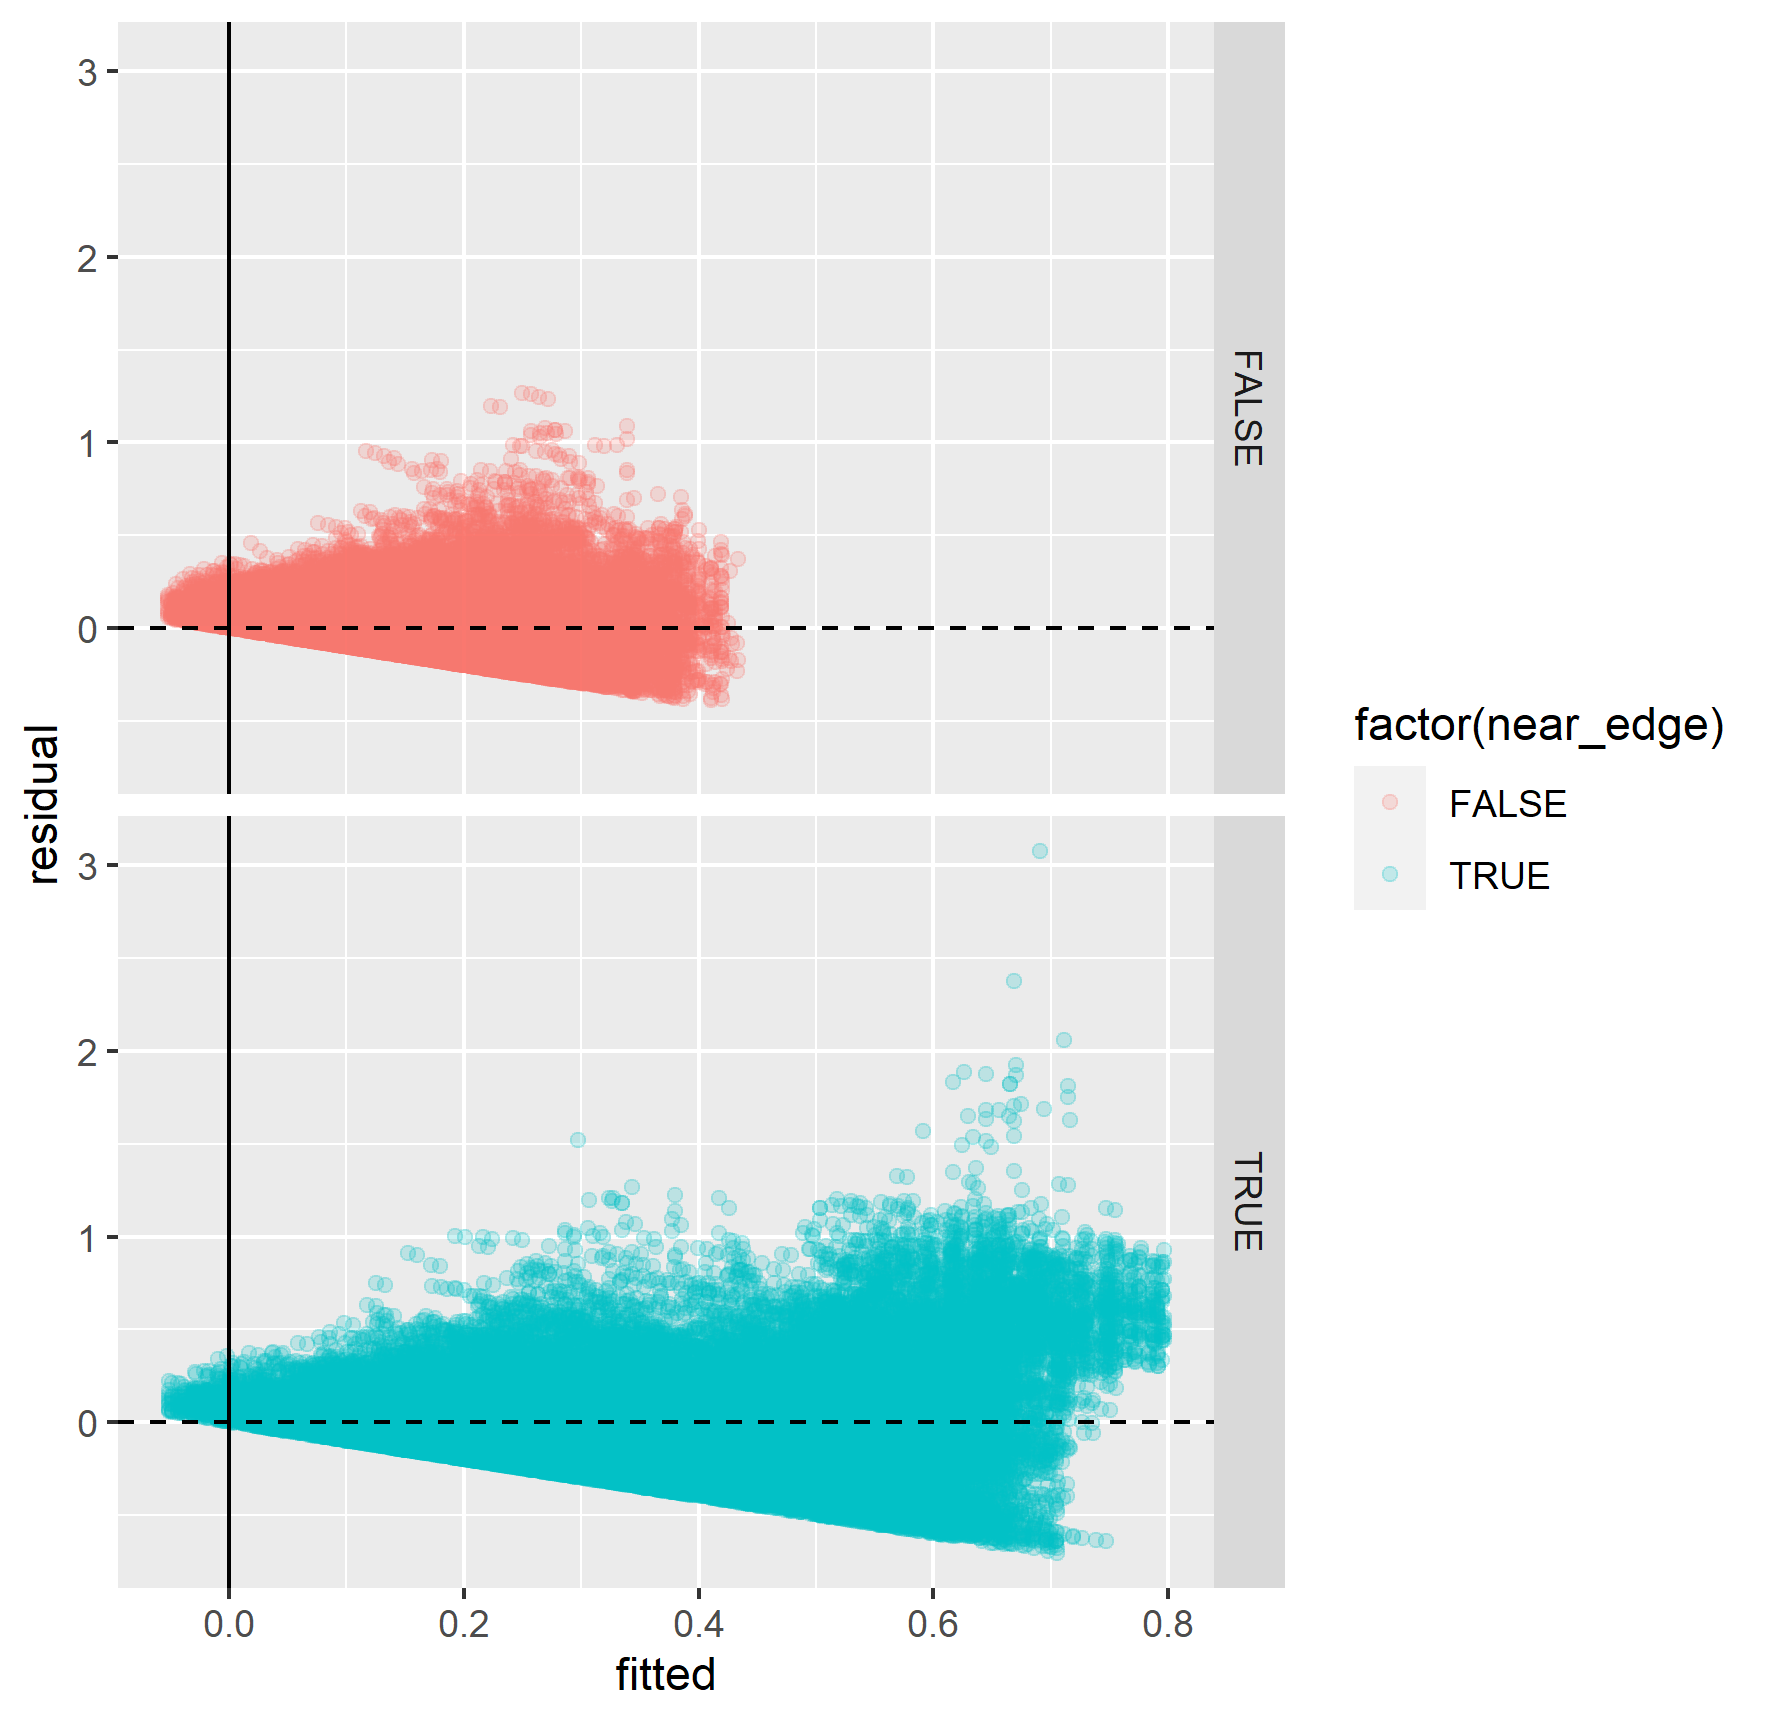 3
2
1
0
FALSE
3
2
1
0
TRUE
0.0 0.2 0.4 0.6 0.8
fitted
residual
factor(near_edge)
FALSE
TRUE